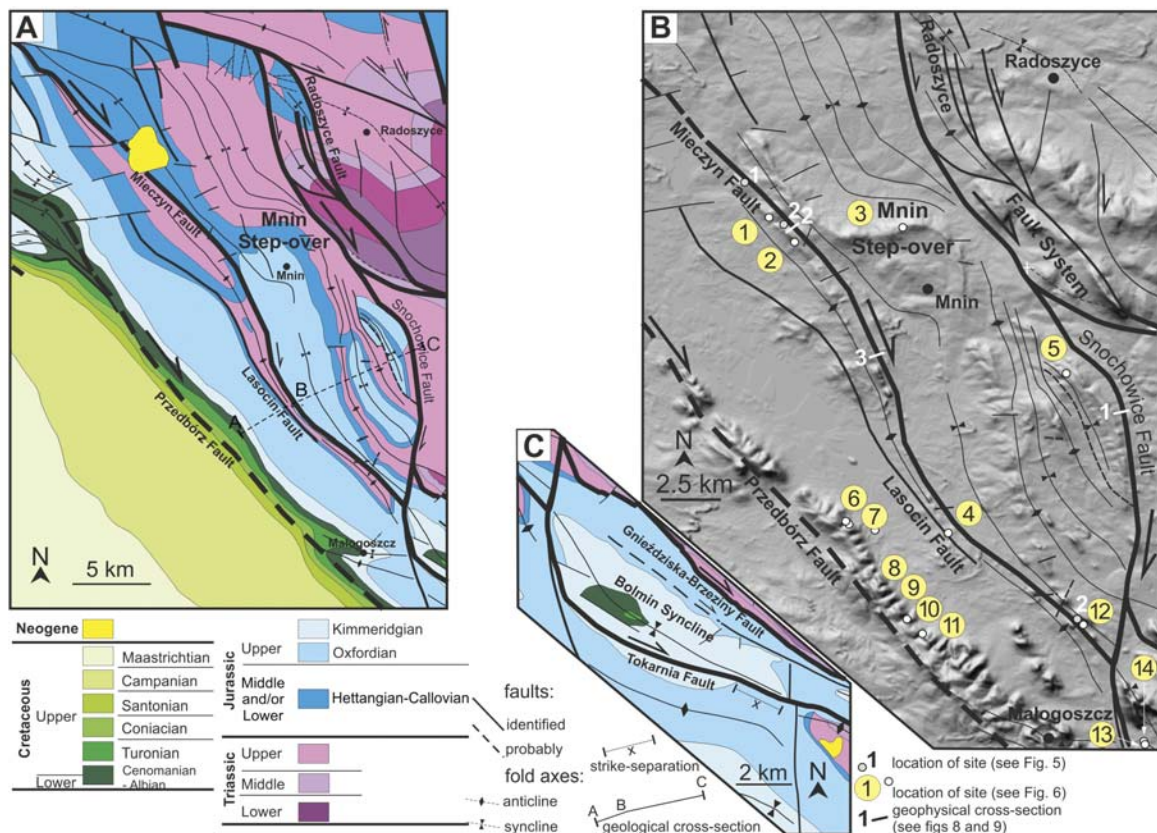 A
Radoszyce Fault
Radoszyce
Mieczyn Fault
Mnin
Step-over
Mnin
Snochowice Fault
C
B
A
Lasocin Fault
Przedbórz Fault
Małogoszcz
N
5 km
B
Radoszyce
Radoszyce
Fauk System
Mieczyn Fault
1
22
3
Mnin
Step-over
1
2
Mnin
5
Snochowice Fault
3
1
N
2.5 km
Przedbórz Fault
6
7
Lasocin Fault
4
8
9
10
11
2
12
14
Małogoszcz
13
C
Gnieździska-Brzeziny Fault
Bolmin Syncline
Tokarnia Fault
x
2 km
N
Neogene
Cretaceous
Upper
Lower
Maastrichtian
Campanian
Santonian
Coniacian
Turonian
Cenomanian
- Albian
Jurassic
Upper
Middle
and/or
Lower
Kimmeridgian
Oxfordian
Hettangian-Callovian
Triassic
Upper
Middle
Lower
faults:
identified
probably
fold axes:
anticline
syncline
x
strike-separation
A B C
geological cross-section
1 location of site (see Fig. 5)
1 location of site (see Fig. 6)
1 geophysical cross-section
(see figs 8 and 9)